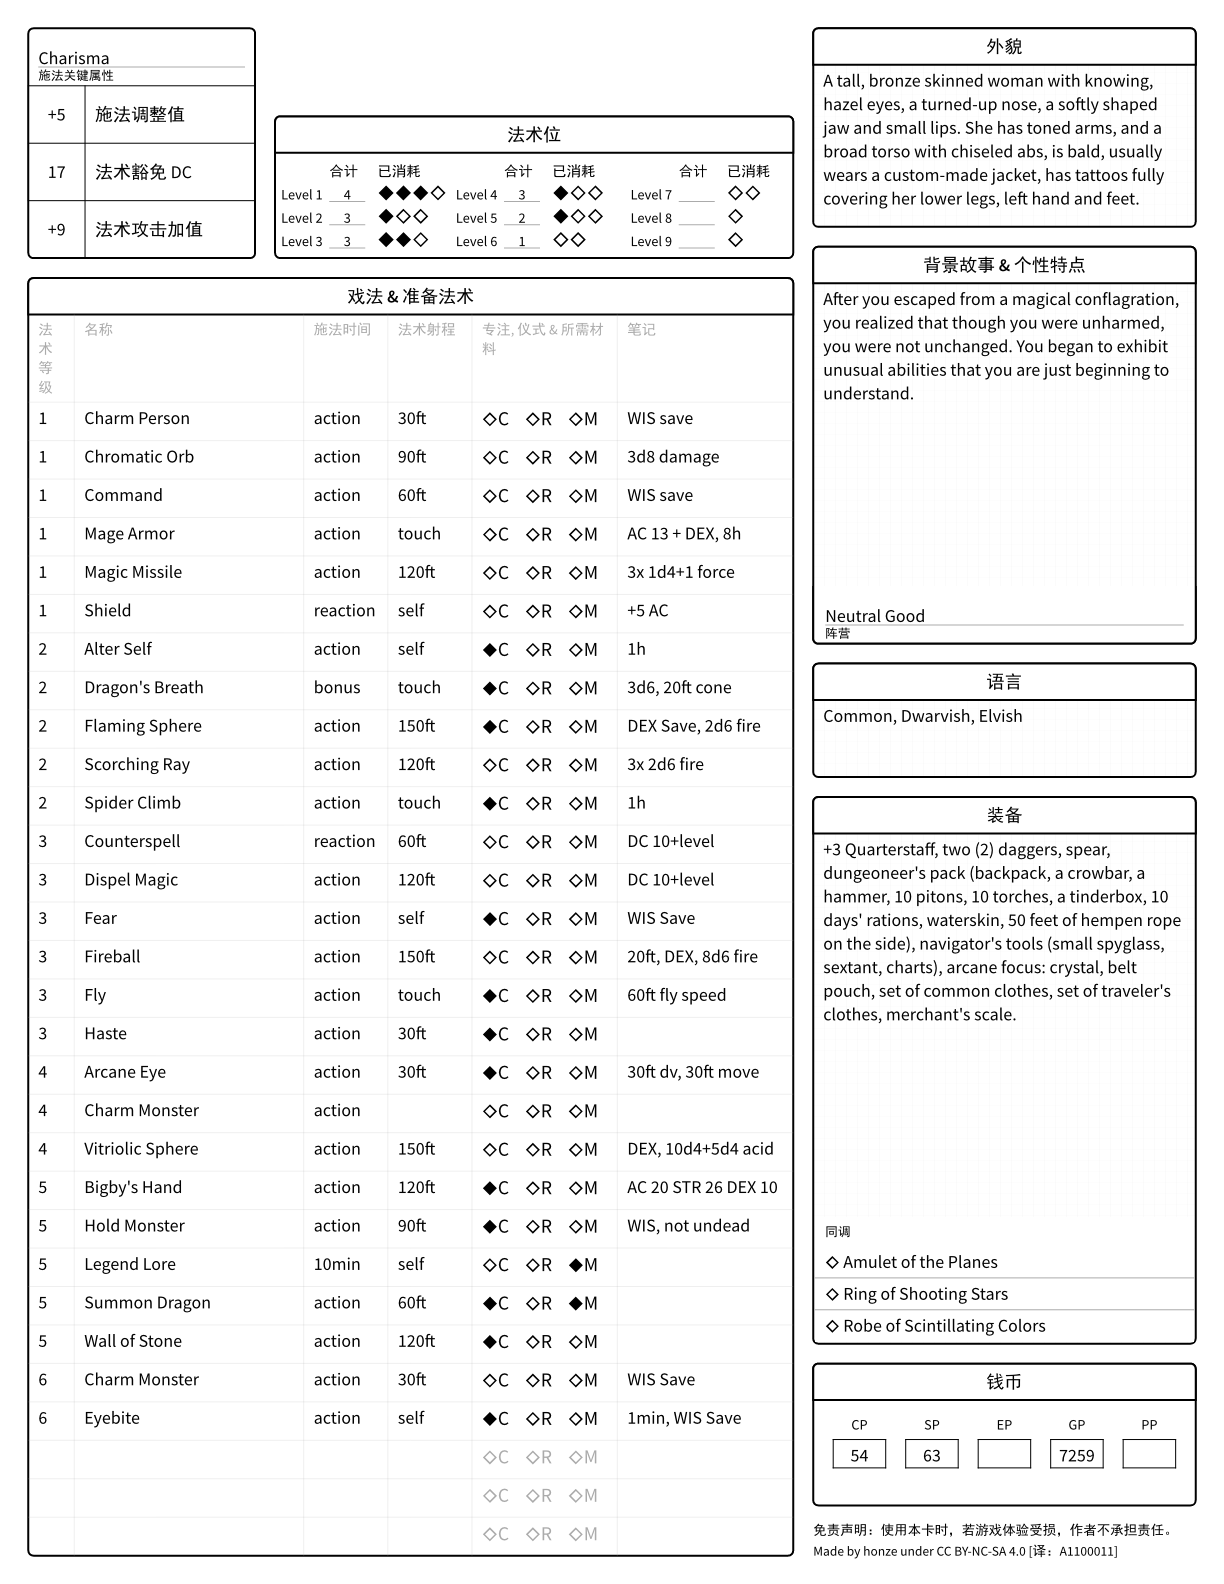 Charisma
施法关键属性
+5 施法调整值
17 法术豁免 DC
+9 法术攻击加值
法术位
合计 已消耗 合计 已消耗 合计 已消耗
Level 1 4 ◆◆◆◇ Level 4 3 ◆◇◇ Level 7 ◇◇
Level 2 3 ◆◇◇ Level 5 2 ◆◇◇ Level 8 ◇
Level 3 3 ◆◆◇ Level 6 1 ◇◇ Level 9 ◇
戏法 & 准备法术
法术等级 名称 施法时间 法术射程 专注, 仪式 & 所需材料 笔记
1 Charm Person action 30ft ◇C ◇R ◇M WIS save
1 Chromatic Orb action 90ft ◇C ◇R ◇M 3d8 damage
1 Command action 60ft ◇C ◇R ◇M WIS save
1 Mage Armor action touch ◇C ◇R ◇M AC 13 + DEX, 8h
1 Magic Missile action 120ft ◇C ◇R ◇M 3x 1d4+1 force
1 Shield reaction self ◇C ◇R ◇M +5 AC
2 Alter Self action self ◆C ◇R ◇M 1h
2 Dragon's Breath bonus touch ◆C ◇R ◇M 3d6, 20ft cone
2 Flaming Sphere action 150ft ◆C ◇R ◇M DEX Save, 2d6 fire
2 Scorching Ray action 120ft ◇C ◇R ◇M 3x 2d6 fire
2 Spider Climb action touch ◆C ◇R ◇M 1h
3 Counterspell reaction 60ft ◇C ◇R ◇M DC 10+level
3 Dispel Magic action 120ft ◇C ◇R ◇M DC 10+level
3 Fear action self ◆C ◇R ◇M WIS Save
3 Fireball action 150ft ◇C ◇R ◇M 20ft, DEX, 8d6 fire
3 Fly action touch ◆C ◇R ◇M 60ft fly speed
3 Haste action 30ft ◆C ◇R ◇M
4 Arcane Eye action 30ft ◆C ◇R ◇M 30ft dv, 30ft move
4 Charm Monster action ◇C ◇R ◇M
4 Vitriolic Sphere action 150ft ◇C ◇R ◇M DEX, 10d4+5d4 acid
5 Bigby's Hand action 120ft ◆C ◇R ◇M AC 20 STR 26 DEX 10
5 Hold Monster action 90ft ◆C ◇R ◇M WIS, not undead
5 Legend Lore 10min self ◇C ◇R ◆M
5 Summon Dragon action 60ft ◆C ◇R ◆M
5 Wall of Stone action 120ft ◆C ◇R ◇M
6 Charm Monster action 30ft ◇C ◇R ◇M WIS Save
6 Eyebite action self ◆C ◇R ◇M 1min, WIS Save
◇C ◇R ◇M
◇C ◇R ◇M
◇C ◇R ◇M
外貌
A tall, bronze skinned woman with knowing,
hazel eyes, a turned-up nose, a softly shaped
jaw and small lips. She has toned arms, and a
broad torso with chiseled abs, is bald, usually
wears a custom-made jacket, has tattoos fully
covering her lower legs, left hand and feet.
背景故事 & 个性特点
After you escaped from a magical conflagration,
you realized that though you were unharmed,
you were not unchanged. You began to exhibit
unusual abilities that you are just beginning to
understand.
Neutral Good
阵营
语言
Common, Dwarvish, Elvish
装备
+3 Quarterstaff, two (2) daggers, spear,
dungeoneer's pack (backpack, a crowbar, a
hammer, 10 pitons, 10 torches, a tinderbox, 10
days' rations, waterskin, 50 feet of hempen rope
on the side), navigator's tools (small spyglass,
sextant, charts), arcane focus: crystal, belt
pouch, set of common clothes, set of traveler's
clothes, merchant's scale.
同调
◇ Amulet of the Planes
◇ Ring of Shooting Stars
◇ Robe of Scintillating Colors
钱币
CP SP EP GP PP
54 63 7259
免责声明：使用本卡时，若游戏体验受损，作者不承担责任。
Made by honze under CC BY-NC-SA 4.0 [译：A1100011]